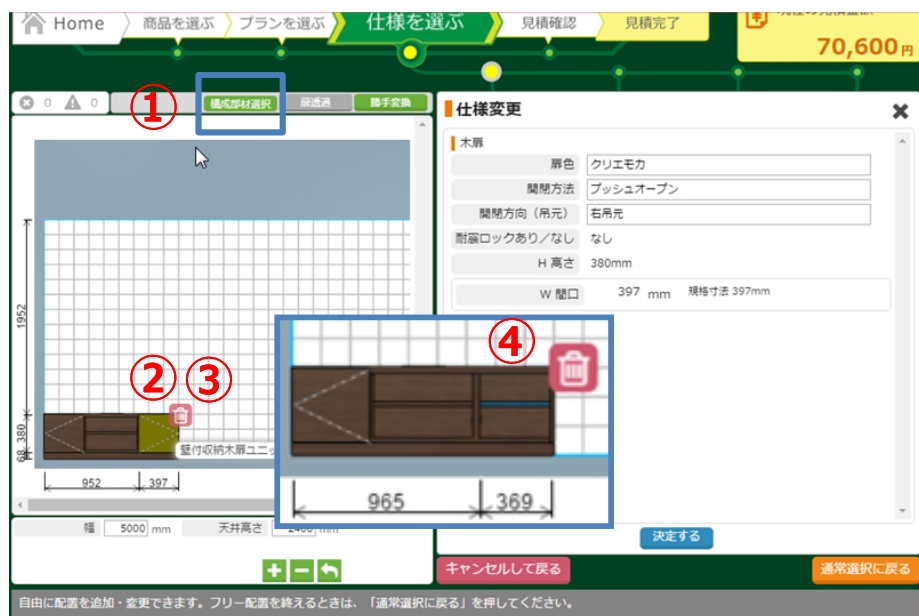 Home
商品を選ぶ
プランを選ぶ
仕様を選ぶ
見積確認
見積完了
70,600円
0 0
①
構成部材選択
扉透過
勝手変換
仕様変更
木扉
扉色 クリエモカ
開閉方法 プッシュオープン
開閉方向（吊元） 右吊元
耐震ロックあり／なし なし
H 高さ 380mm
W 間口 397 mm 規格寸法 397mm
1952
380
68
② ③
壁付収納木扉ユニッ
952 397
④
965 369
幅 5000 mm 天井高さ
決定する
キャンセルして戻る
通常選択に戻る
自由に配置を追加・変更できます。フリー配置を終えるときは、「通常選択に戻る」を押してください。